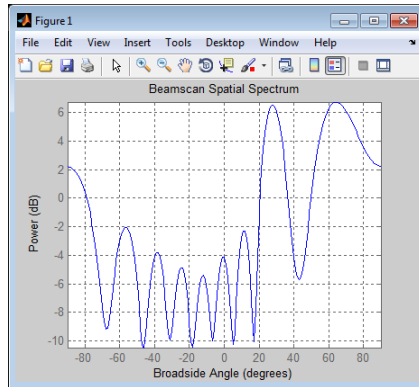 Figure 1
File Edit View Insert Tools Desktop Window Help
Beamscan Spatial Spectrum
6
4
2
0
-2
-4
-6
-8
-10
Power (dB)
-80 -60 -40 -20 0 20 40 60 80
Broadside Angle (degrees)